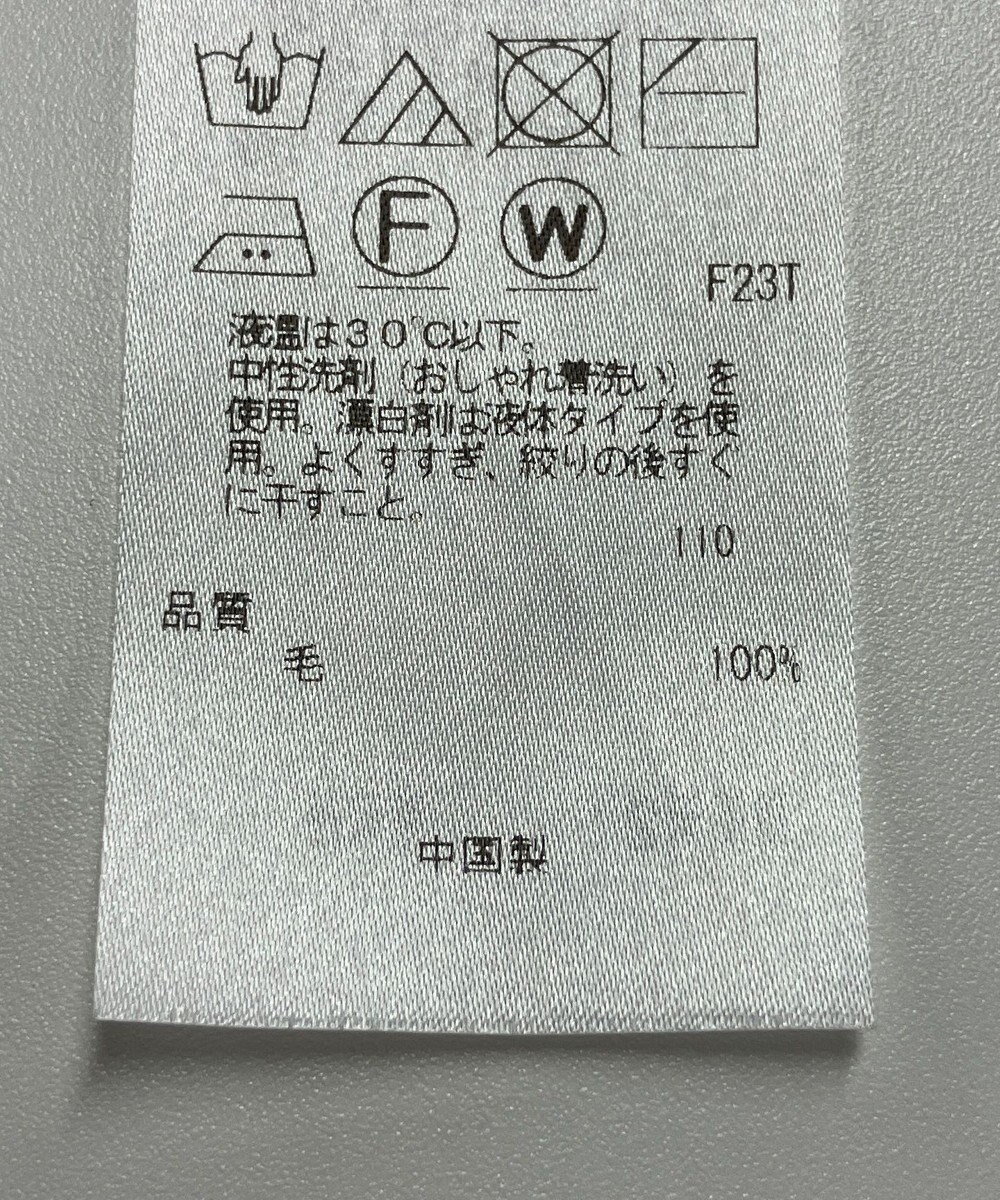 F W
F23T
液温は30℃以下。
中性洗剤(おしゃれ着洗い)を
使用。漂白剤は液体タイプを使
用。よくすすぎ、絞りの後すぐ
に干すこと。
110
品質
毛 100%
中国製